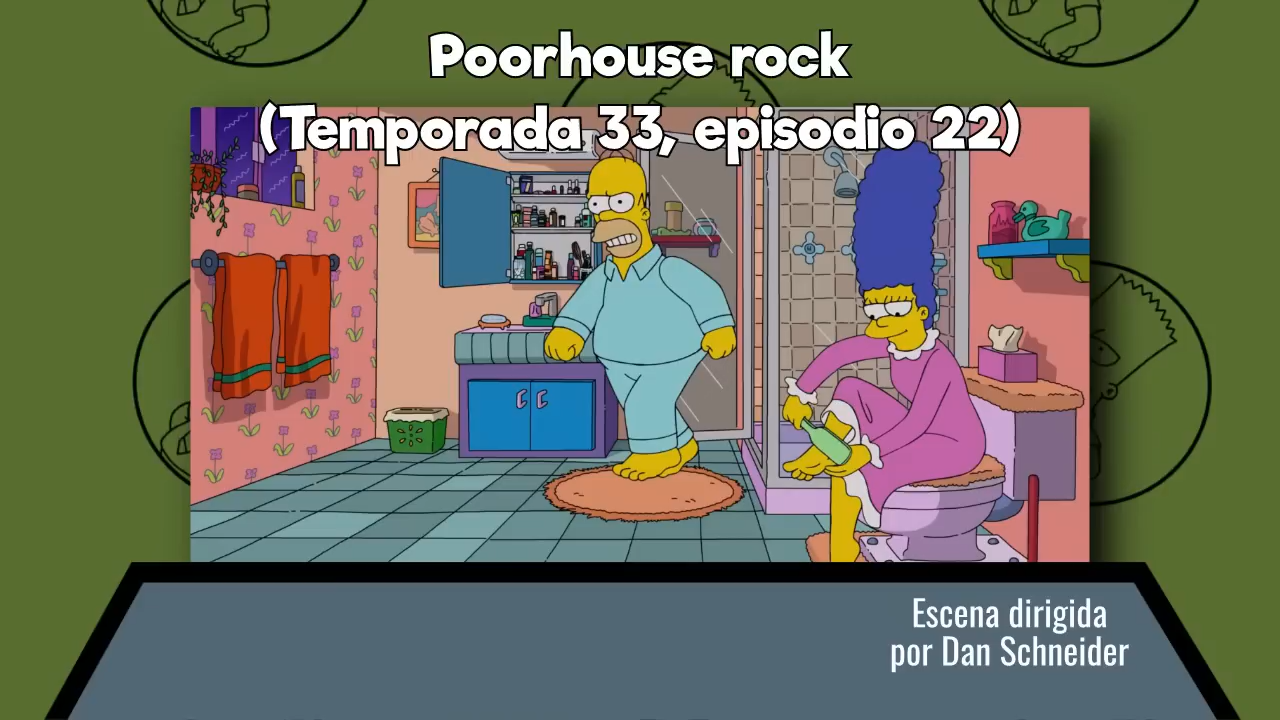 Poorhouse rock
(Temporada 33, episodio 22)
Escena dirigida
por Dan Schneider